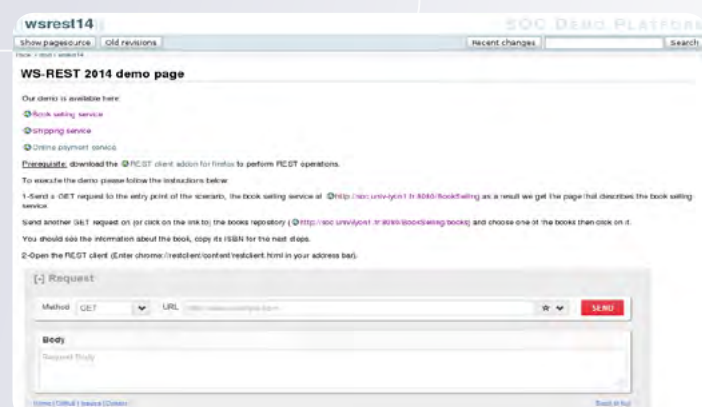 wsrest14
SOC DEMO PLATFORM
Show pagesource Old revisions Recent changes Search
WS-REST 2014 demo page
Our demo is available here:
Book selling service
Shipping service
Online payment service
Prerequisite: download the REST client addon for firefox to perform REST operations.
To execute the demo please follow the instructions below:
1-Send a GET request to the entry point of the scenario, the book selling service at http://soc.univ-lyon1.fr:8080/BookSelling as a result we get the page that describes the book selling
service.
Send another GET request on (or click on the link to) the books repository (http://soc.univ-lyon1.fr:8080/BookSelling/books) and choose one of the books then click on it.
You should see the information about the book, copy its ISBN for the next steps.
2-Open the REST client (Enter chrome://restclient/content/restclient.html in your address bar).
[-] Request
Method GET URL SEND
Body
Request Body
Home | Github | Issues | Donate Back to top